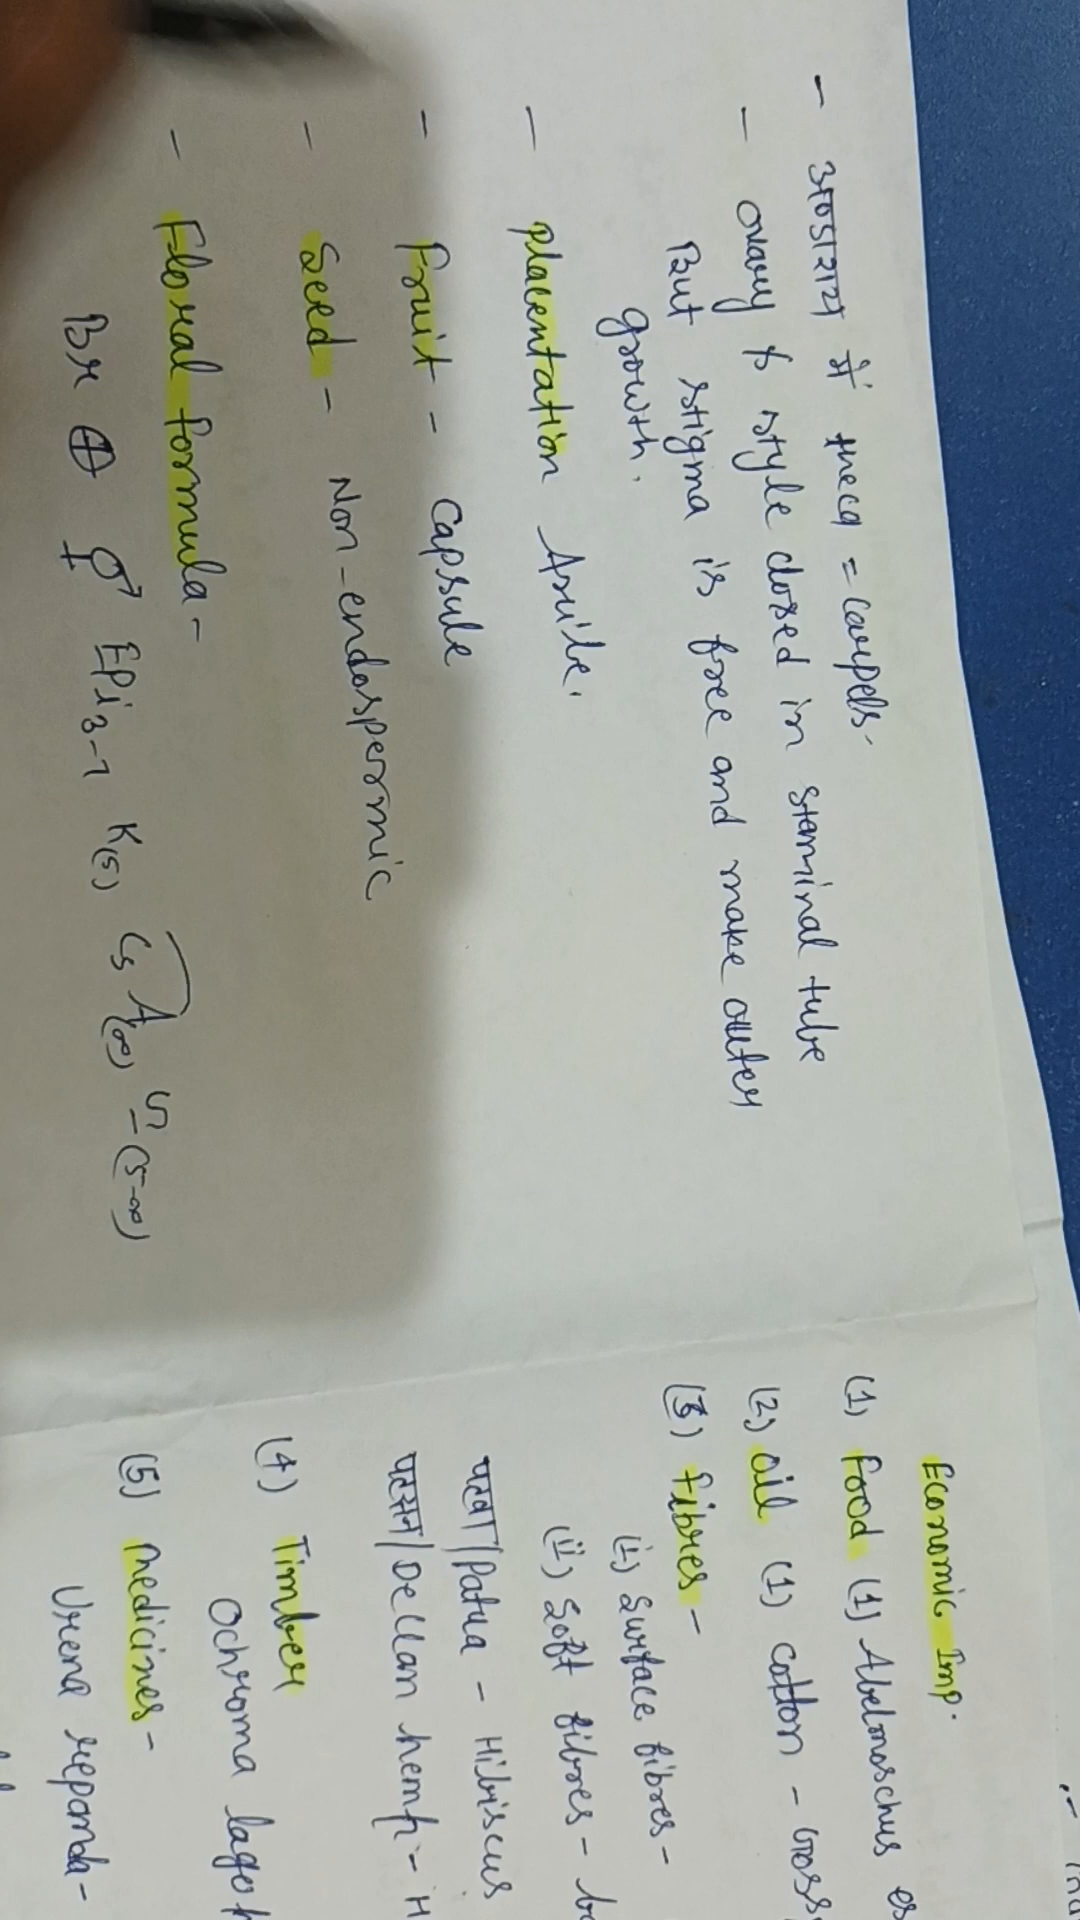 - अण्डाशय में theca = carpels.
- ovary & style closed in staminal tube
But stigma is free and make outer
growth.
- placentation Axile.
- fruit - capsule
- Seed - Non-endospermic
- Floral formula -
Br ⊕ ⚥ EPi3-7 K(5) C5 A(∞) G-(5-∞)
Economic Imp.
(1) Food (1) Abelmoschus es
(2) oil (1) cotton - Goss
(3) fibres -
(i) Surface fibres -
(ii) Soft fibres - b
पटवा/Patua - Hibiscus
पटसन/Deccan hemp - H
(4) Timber
Ochroma lago
(5) Medicines -
Urena repanda -